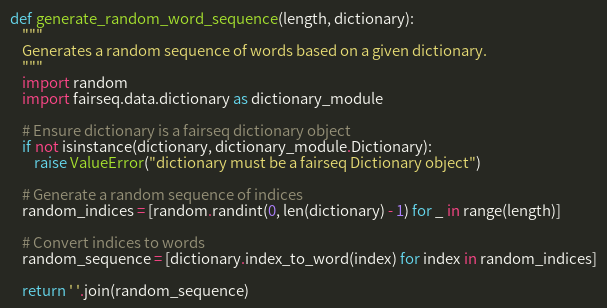 def generate_random_word_sequence(length, dictionary):
    """
    Generates a random sequence of words based on a given dictionary.
    """
    import random
    import fairseq.data.dictionary as dictionary_module

    # Ensure dictionary is a fairseq dictionary object
    if not isinstance(dictionary, dictionary_module.Dictionary):
        raise ValueError("dictionary must be a fairseq Dictionary object")

    # Generate a random sequence of indices
    random_indices = [random.randint(0, len(dictionary) - 1) for _ in range(length)]

    # Convert indices to words
    random_sequence = [dictionary.index_to_word(index) for index in random_indices]

    return ' '.join(random_sequence)